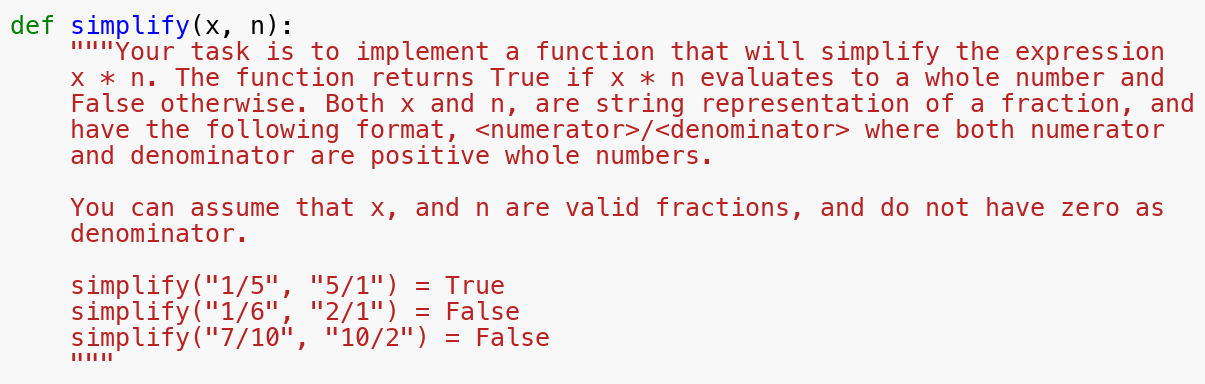 def simplify(x, n):
    """Your task is to implement a function that will simplify the expression
    x * n. The function returns True if x * n evaluates to a whole number and
    False otherwise. Both x and n, are string representation of a fraction, and
    have the following format, <numerator>/<denominator> where both numerator
    and denominator are positive whole numbers.

    You can assume that x, and n are valid fractions, and do not have zero as
    denominator.

    simplify("1/5", "5/1") = True
    simplify("1/6", "2/1") = False
    simplify("7/10", "10/2") = False
    """